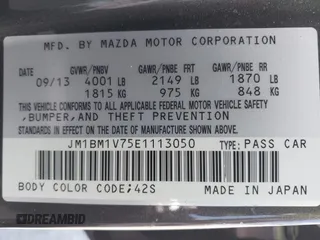 MFD. BY MAZDA MOTOR CORPORATION
GVWR/PNBV GAWR/PNBE FR GAWR/PNBE RR
09/13 4001 LB 2149 LB 1870 LB
1815 KG 975 KG 848 KG
THIS VEHICLE CONFORMS TO ALL
APPLICABLE FEDERAL MOTOR VEHICLE SAFETY
,BUMPER,AND THEFT PREVENTION
STANDARDS IN EFFECT ON THE DATE OF
MANUFACTURE SHOWN ABOVE.
JM1BM1V75E1113050 TYPE: PASS CAR
BODY COLOR CODE;42S MADE IN JAPAN
DREAMBID